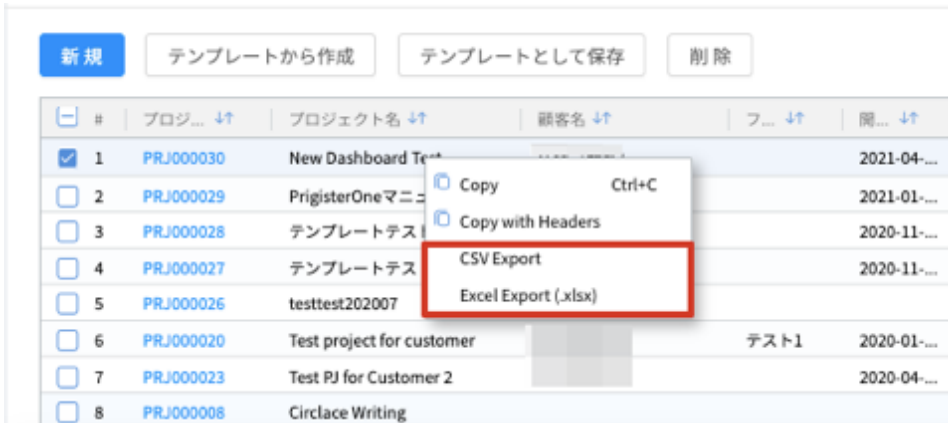 新規 テンプレートから作成 テンプレートとして保存 削除
# プロジ... プロジェクト名 顧客名 フ... 開...
1 PRJ000030 New Dashboard Test 2021-04-...
Copy Ctrl+C
2 PRJ000029 PrigisterOneマニュ 2021-01-...
Copy with Headers
3 PRJ000028 テンプレートテスト 2020-11-...
CSV Export
4 PRJ000027 テンプレートテス 2020-11-...
Excel Export (.xlsx)
5 PRJ000026 testtest202007
6 PRJ000020 Test project for customer テスト1 2020-01-...
7 PRJ000023 Test PJ for Customer 2 2020-04-...
8 PRJ000008 Circlace Writing